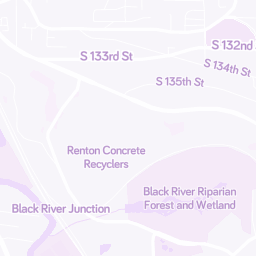 S 132nd
S 133rd St
S 134th St
S 135th St
Renton Concrete
Recyclers
Black River Riparian
Forest and Wetland
Black River Junction